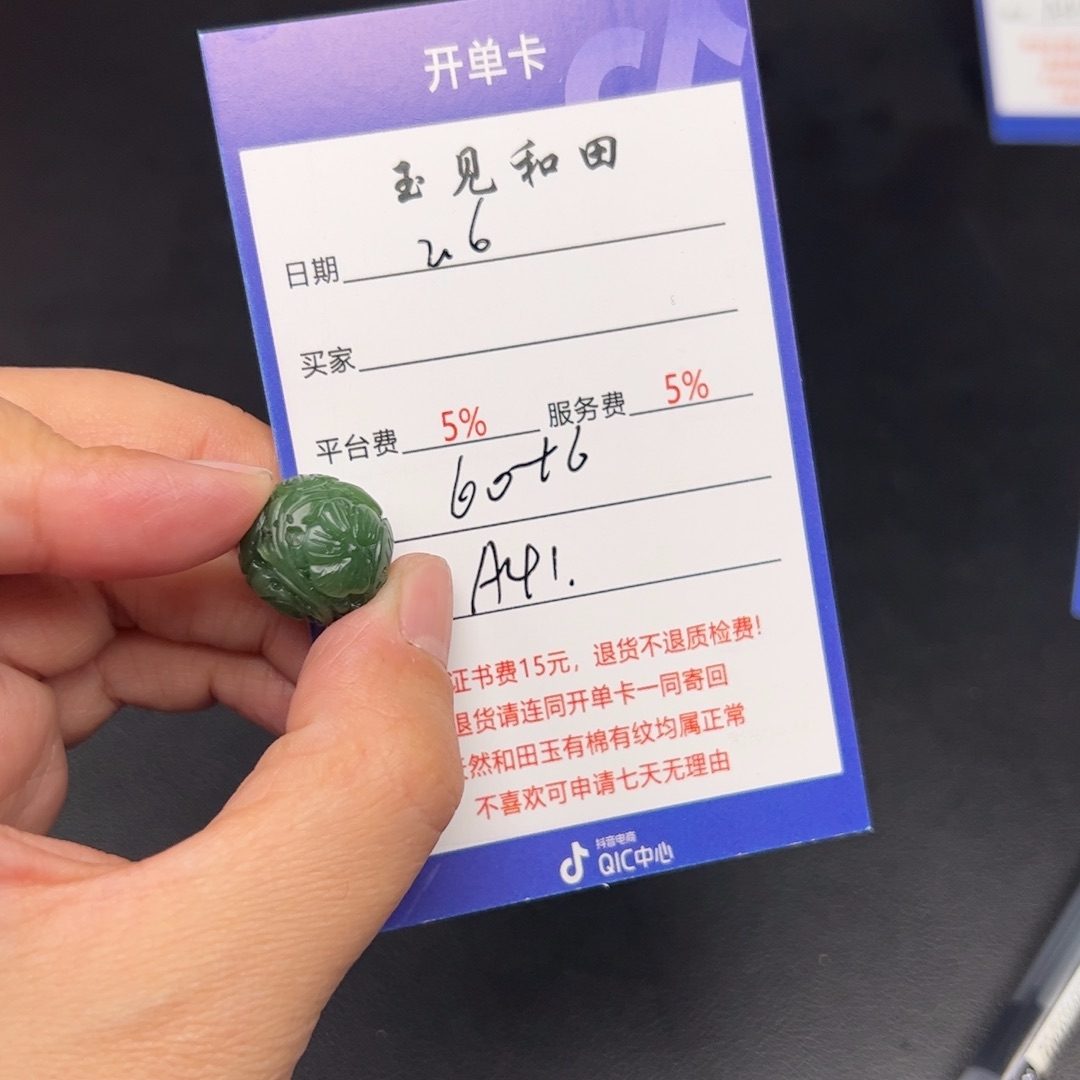 开单卡
玉见和田
日期 26
买家
平台费 5% 服务费 5%
60+6
A41.
证书费15元，退货不退质检费!
退货请连同开单卡一同寄回
然和田玉有棉有纹均属正常
不喜欢可申请七天无理由
抖音电商
QIC中心